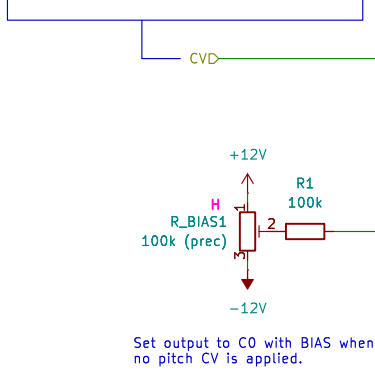 CV
+12V
R1
100k
H
1
R_BIAS1
2
100k (prec)
3
-12V
Set output to C0 with BIAS when
no pitch CV is applied.